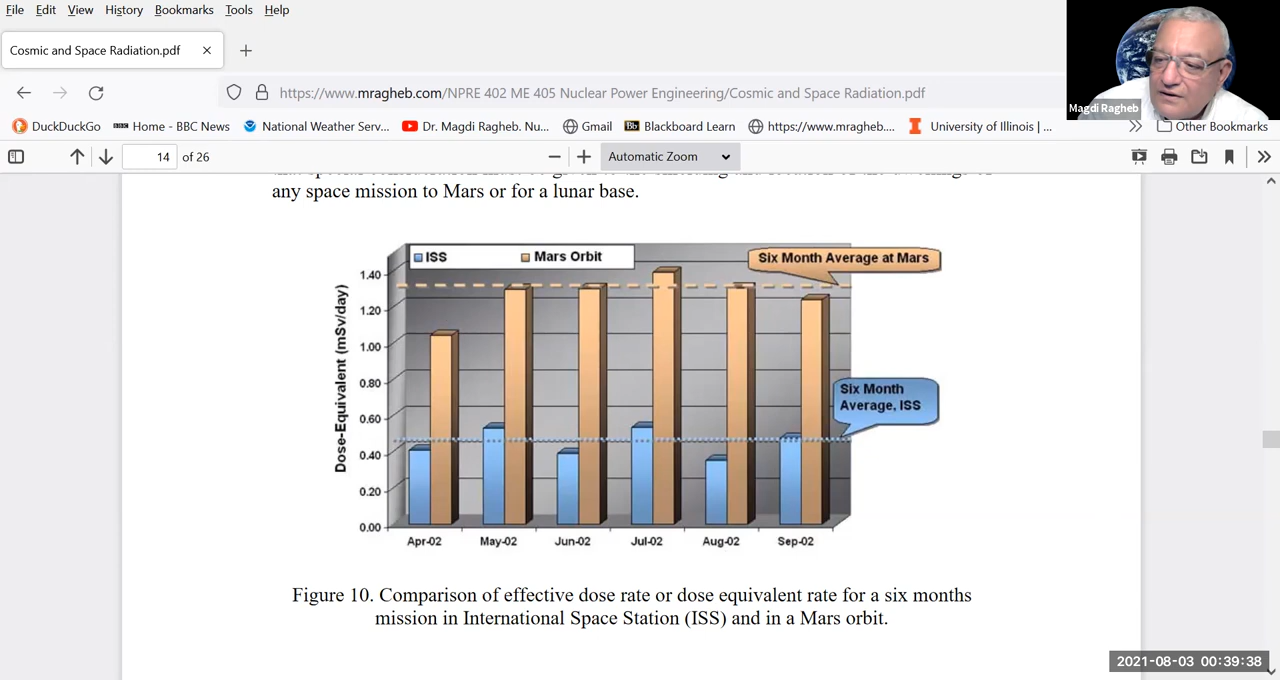 File Edit View History Bookmarks Tools Help
Cosmic and Space Radiation.pdf
https://www.mragheb.com/NPRE 402 ME 405 Nuclear Power Engineering/Cosmic and Space Radiation.pdf
Magdi Ragheb
DuckDuckGo BBC Home - BBC News National Weather Serv... Dr. Magdi Ragheb. Nu... Gmail Bb Blackboard Learn https://www.mragheb.... University of Illinois | ... Other Bookmarks
14 of 26 Automatic Zoom
any space mission to Mars or for a lunar base.
ISS Mars Orbit
Six Month Average at Mars
Dose-Equivalent (mSv/day)
1.40
1.20
1.00
0.80
0.60
0.40
0.20
0.00
Six Month
Average, ISS
Apr-02 May-02 Jun-02 Jul-02 Aug-02 Sep-02
Figure 10. Comparison of effective dose rate or dose equivalent rate for a six months
mission in International Space Station (ISS) and in a Mars orbit.
2021-08-03 00:39:38